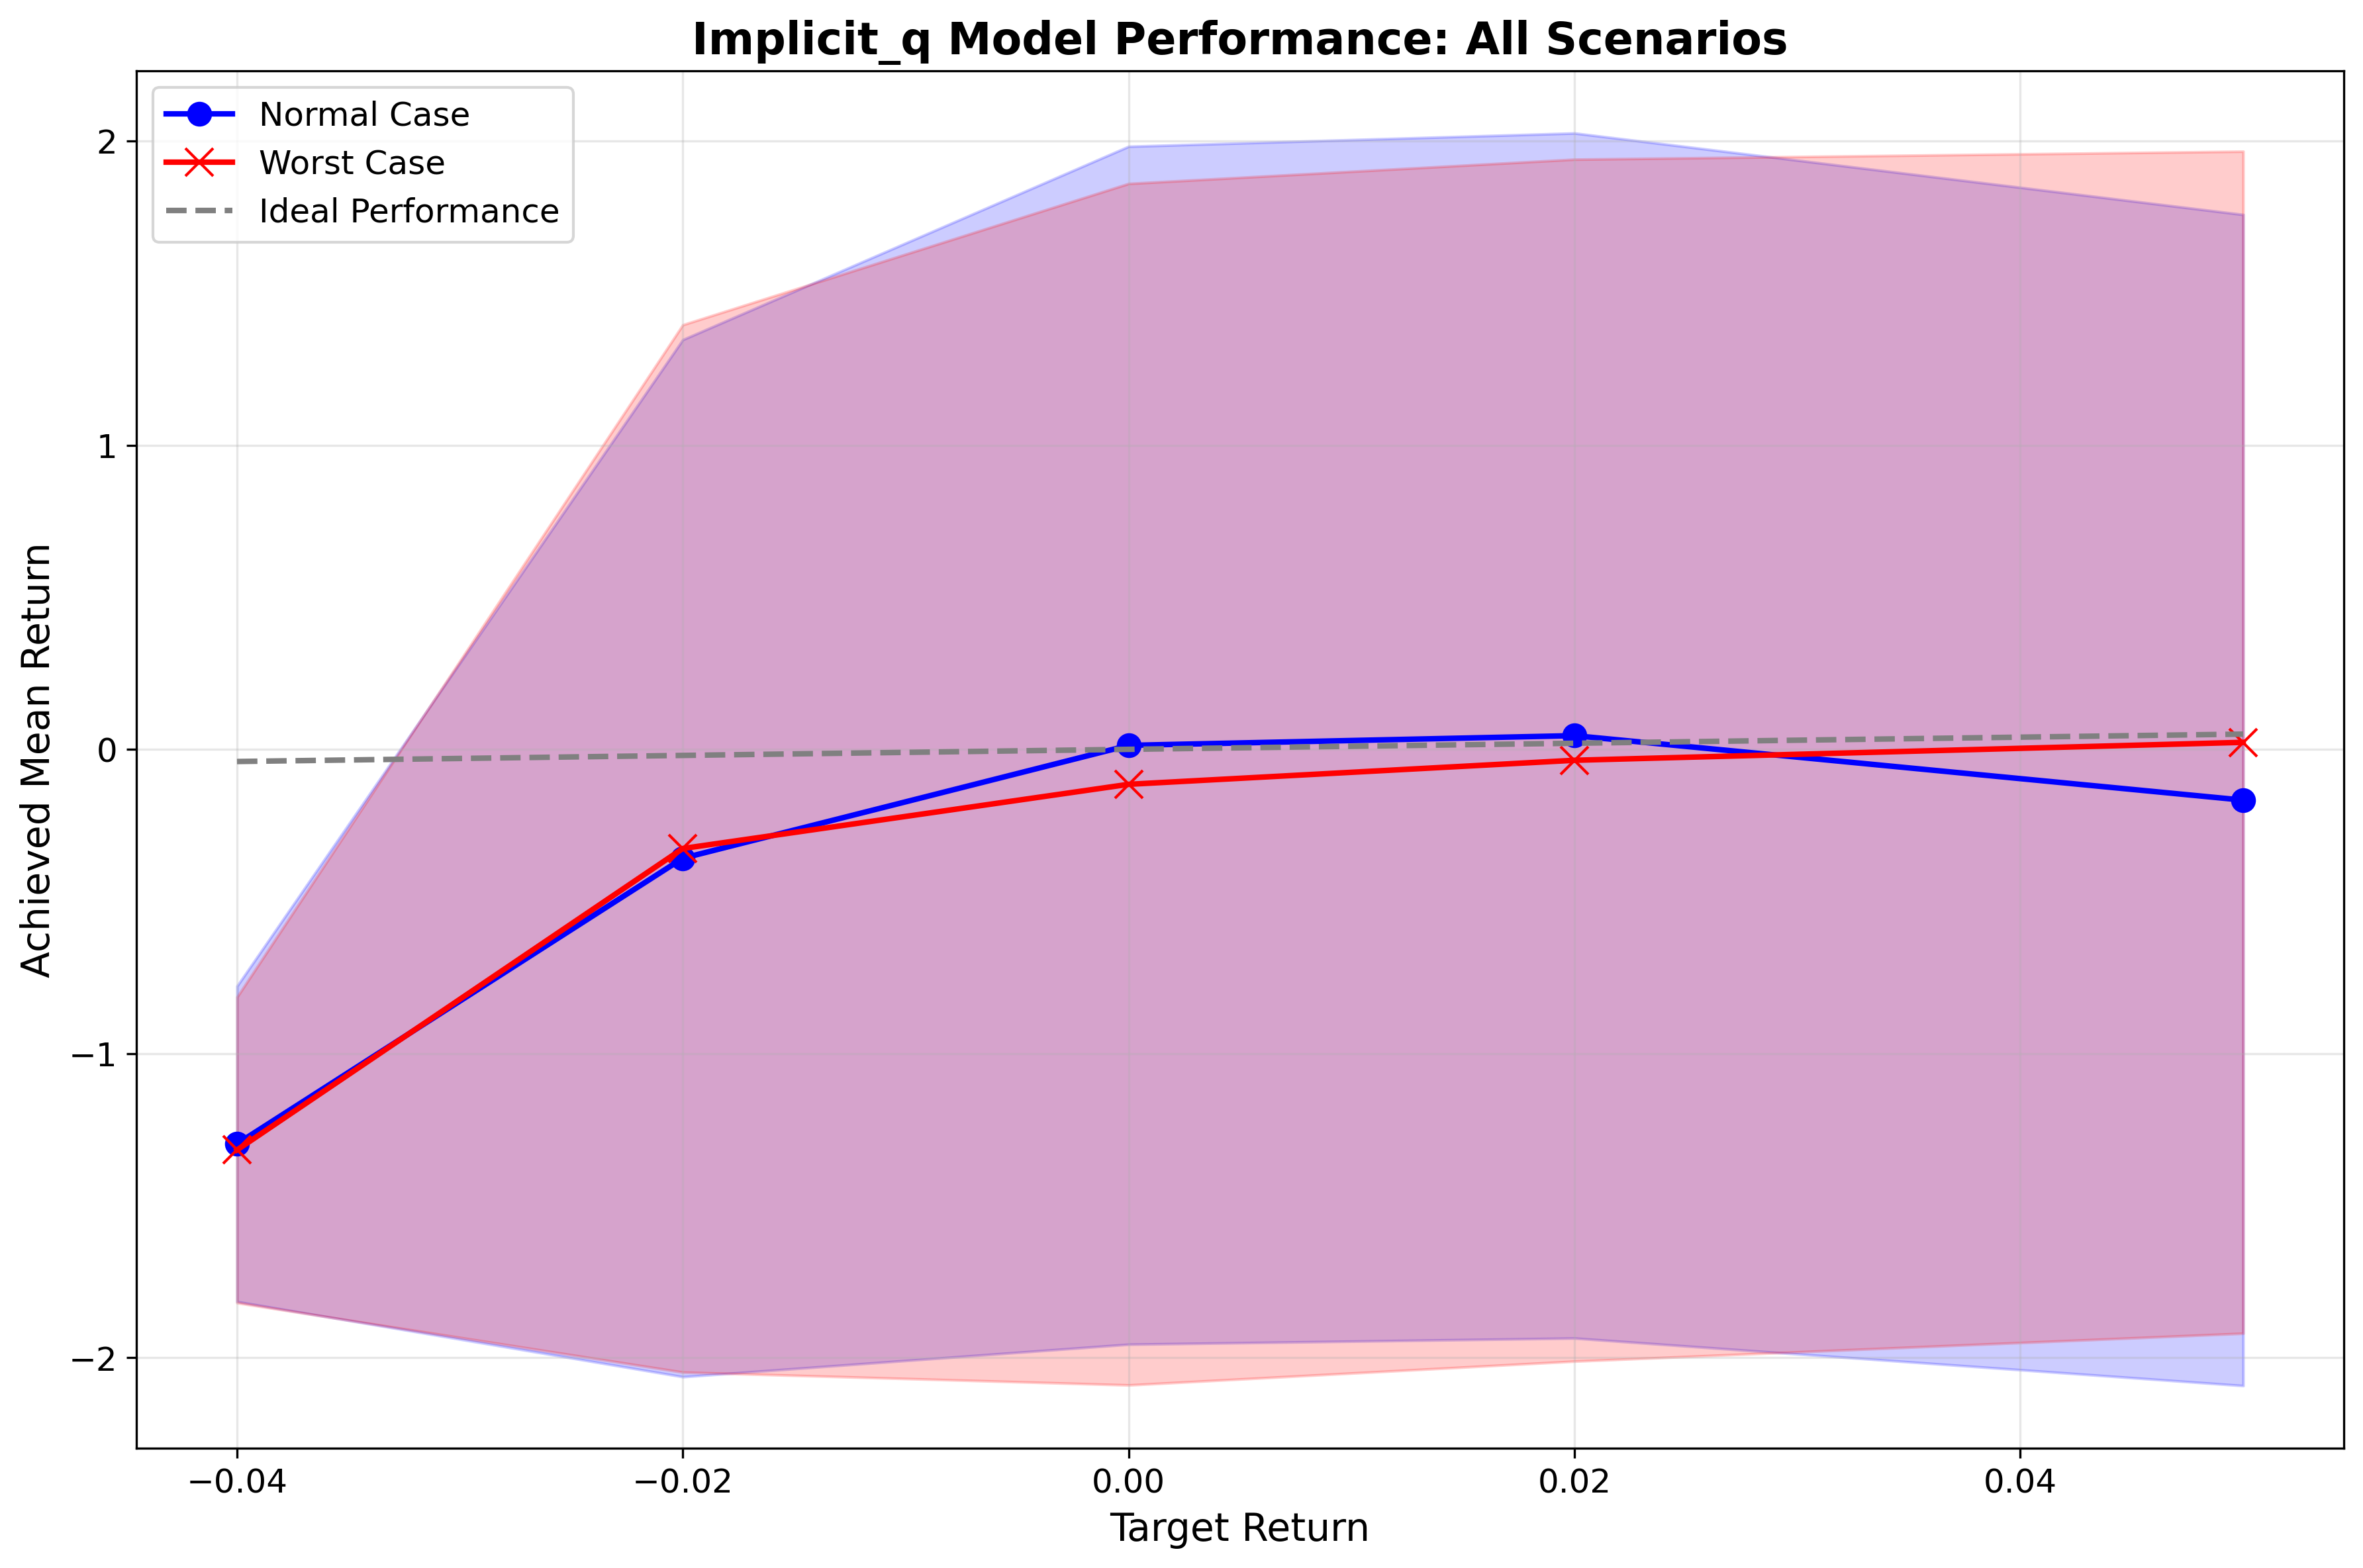 Implicit_q Model Performance: All Scenarios
Normal Case
Worst Case
Ideal Performance
Achieved Mean Return
2
1
0
−1
−2
−0.04
−0.02
0.00
0.02
0.04
Target Return